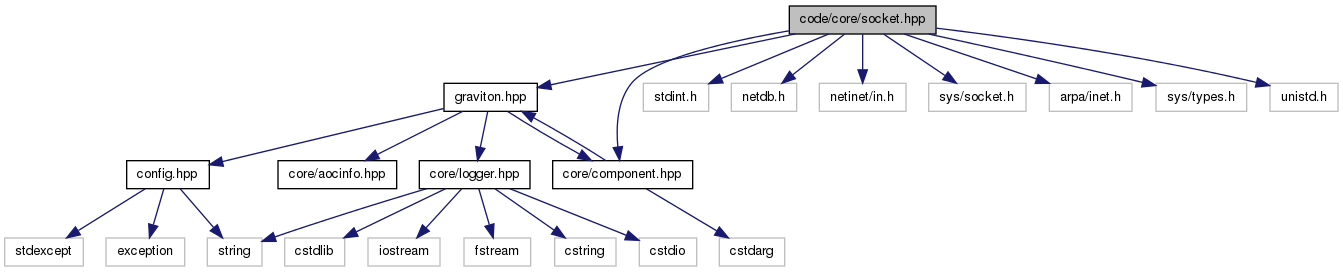 code/core/socket.hpp
graviton.hpp
stdint.h
netdb.h
netinet/in.h
sys/socket.h
arpa/inet.h
sys/types.h
unistd.h
config.hpp
core/aocinfo.hpp
core/logger.hpp
core/component.hpp
stdexcept
exception
string
cstdlib
iostream
fstream
cstring
cstdio
cstdarg